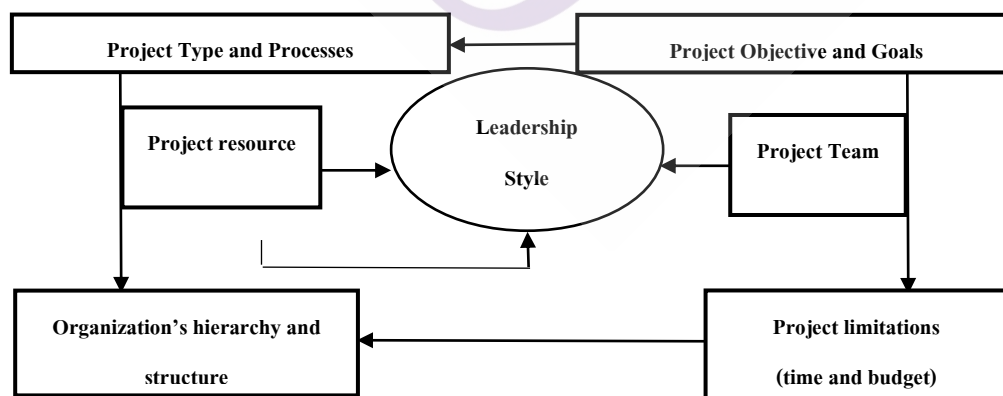 Project Type and Processes
Project Objective and Goals
Project resource
Leadership
Style
Project Team
Organization’s hierarchy and
structure
Project limitations
(time and budget)